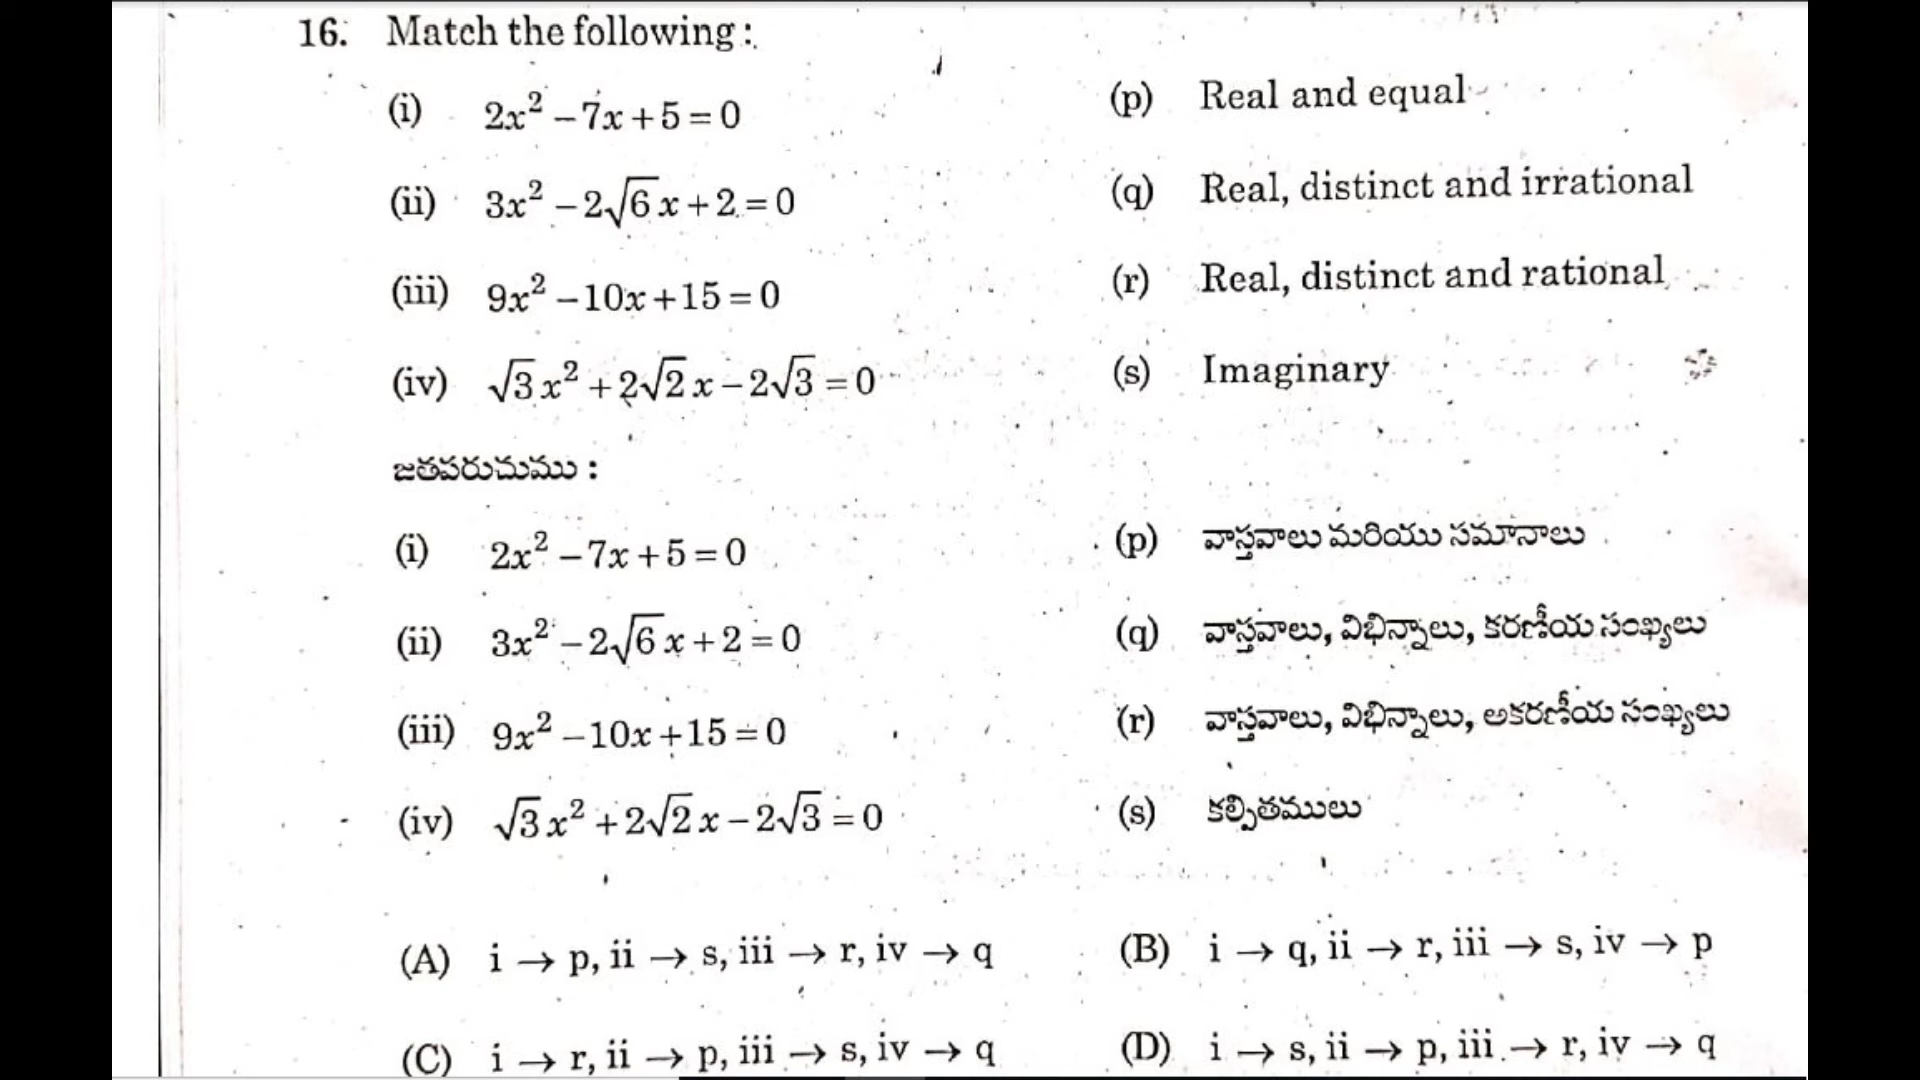 16. Match the following :
(i) 2x² – 7x + 5 = 0 (p) Real and equal
(ii) 3x² – 2√6 x + 2 = 0 (q) Real, distinct and irrational
(iii) 9x² – 10x + 15 = 0 (r) Real, distinct and rational
(iv) √3 x² + 2√2 x – 2√3 = 0 (s) Imaginary
జతపరుచుము :
(i) 2x² – 7x + 5 = 0 (p) వాస్తవాలు మరియు సమానాలు
(ii) 3x² – 2√6 x + 2 = 0 (q) వాస్తవాలు, విభిన్నాలు, కరణీయ సంఖ్యలు
(iii) 9x² – 10x + 15 = 0 (r) వాస్తవాలు, విభిన్నాలు, అకరణీయ సంఖ్యలు
(iv) √3 x² + 2√2 x – 2√3 = 0 (s) కల్పితములు
(A) i → p, ii → s, iii → r, iv → q (B) i → q, ii → r, iii → s, iv → p
(C) i → r, ii → p, iii → s, iv → q (D) i → s, ii → p, iii → r, iv → q